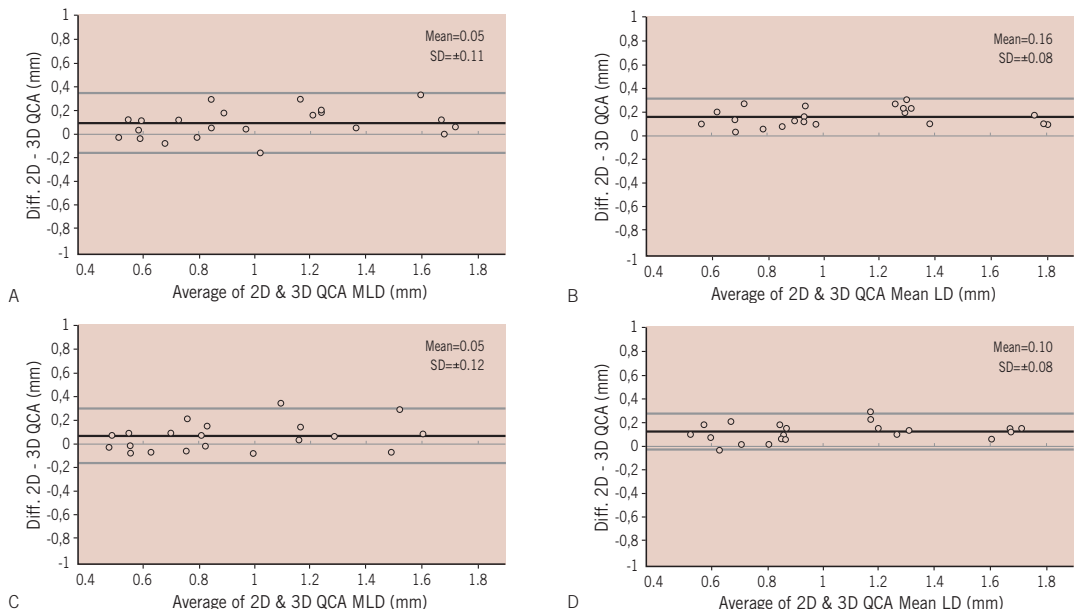 1
0,8
0,6
0,4
0,2
0
-0,2
0,4
0,6
-0,8
-1
Diff. 2D - 3D QCA (mm)
Mean=0.05
SD=±0.11
0.4 0.6 0.8 1 1.2 1.4 1.6 1.8
A
Average of 2D & 3D QCA MLD (mm)
1
0,8
0,6
0,4
0,2
0
-0,2
0,4
0,6
-0,8
-1
Diff. 2D - 3D QCA (mm)
Mean=0.16
SD=±0.08
0.4 0.6 0.8 1 1.2 1.4 1.6 1.8
B
Average of 2D & 3D QCA Mean LD (mm)
1
0,8
0,6
0,4
0,2
0
-0,2
-0,4
-0,6
-0,8
-1
Diff. 2D - 3D QCA (mm)
Mean=0.05
SD=±0.12
0.4 0.6 0.8 1 1.2 1.4 1.6 1.8
C
Average of 2D & 3D QCA MLD (mm)
1
0,8
0,6
0,4
0,2
0
-0,2
-0,4
-0,6
-0,8
-1
Diff. 2D - 3D QCA (mm)
Mean=0.10
SD=±0.08
0.4 0.6 0.8 1 1.2 1.4 1.6 1.8
D
Average of 2D & 3D QCA Mean LD (mm)